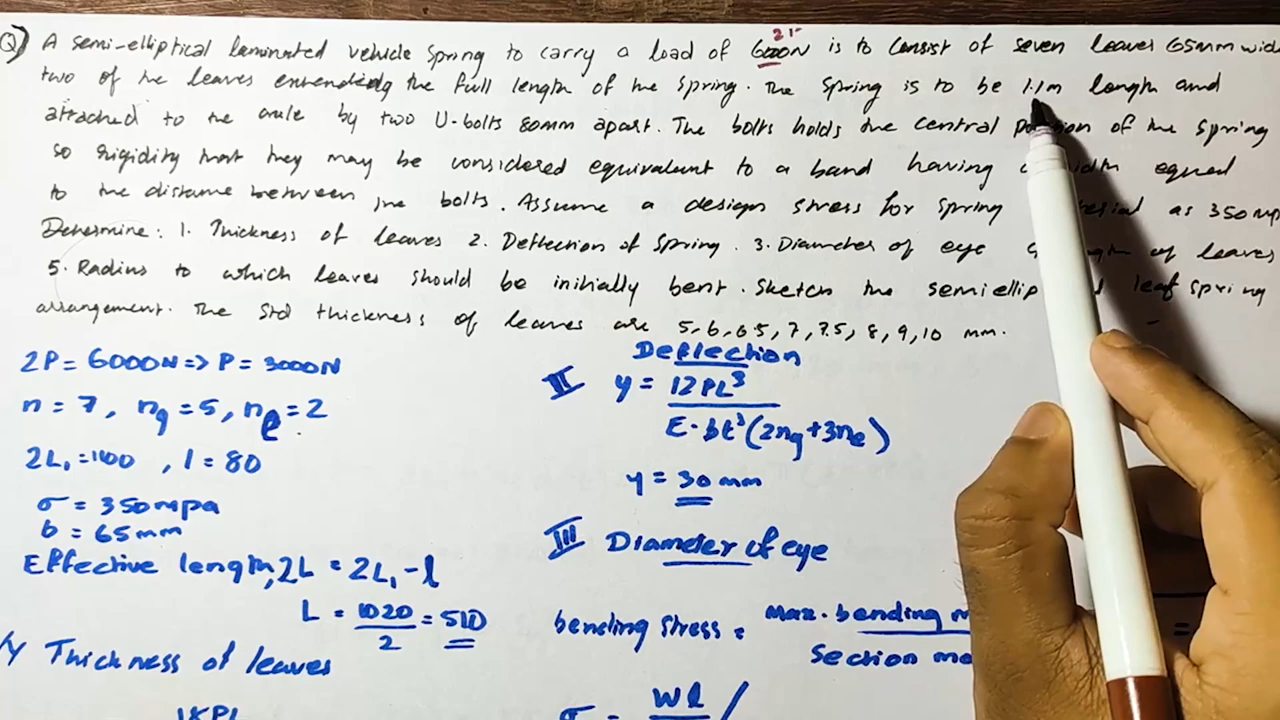 Q) A semi-elliptical laminated vehicle spring to carry a load of 6000N is to consist of seven leaves 65mm wide
2P
two of the leaves extending the full length of the spring. The spring is to be 1.1m length and
attached to the axle by two U-bolts 80mm apart. The bolts holds the central of the spring
so rigidity that they may be considered equivalent to a band having equal
to the distance between the bolts. Assume a design stress for spring as 350 mp
Determine: 1. Thickness of leaves 2. Deflection of spring. 3. Diameter of eye of leaves
5. Radius to which leaves should be initially bent. Sketch the semi leaf spring
arrangement. The Std thickness of leaves are 5, 6, 6.5, 7, 7.5, 8, 9, 10 mm.
2P = 6000N => P = 3000N
n = 7, ng = 5, ne = 2
2L1 = 1100, l = 80
σ = 350mpa
b = 65mm
Effective length, 2L = 2L1 - l
L = 1020/2 = 510
Thickness of leaves
18PL
Deflection
II y = 12PL³
E·bt³(2ng+3ne)
y = 30 mm
III Diameter of eye
bending stress = Max. bending
Section
σ = Wl /